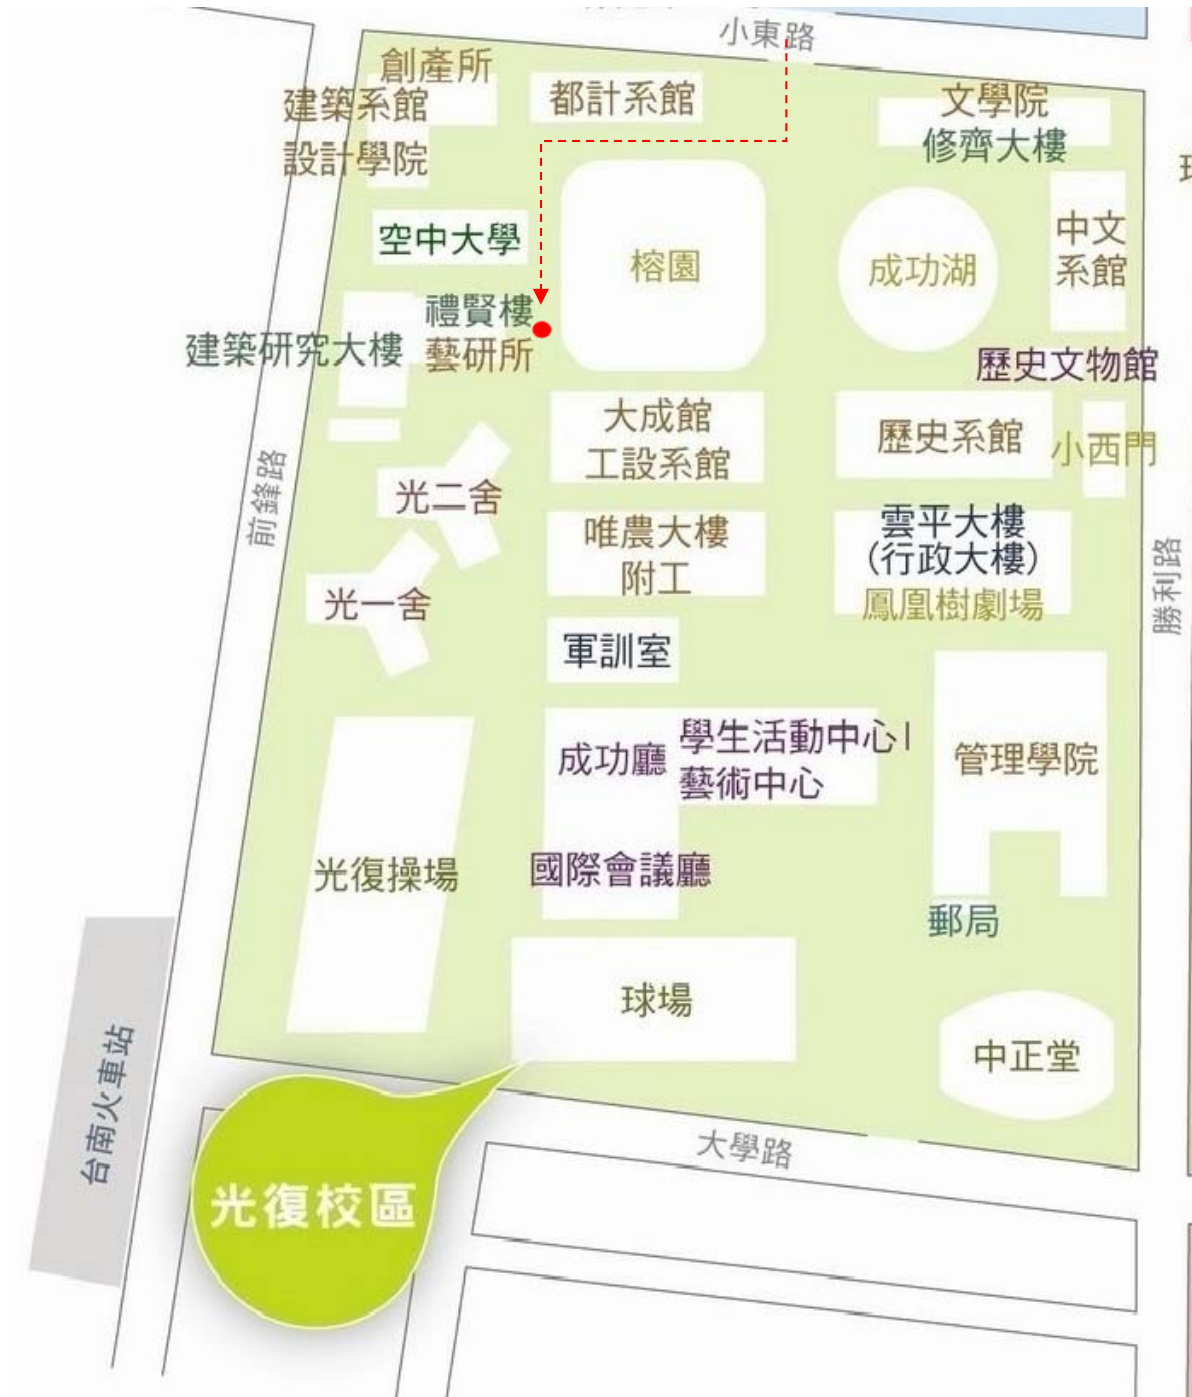 小東路
創產所
建築系館
設計學院
都計系館
文學院
修齊大樓
空中大學
榕園
成功湖
中文
系館
禮賢樓
藝研所
建築研究大樓
歷史文物館
大成館
工設系館
歷史系館
小西門
光二舍
前鋒路
唯農大樓
附工
雲平大樓
(行政大樓)
鳳凰樹劇場
勝利路
光一舍
軍訓室
成功廳
學生活動中心I
藝術中心
管理學院
光復操場
國際會議廳
郵局
球場
中正堂
台南火車站
大學路
光復校區